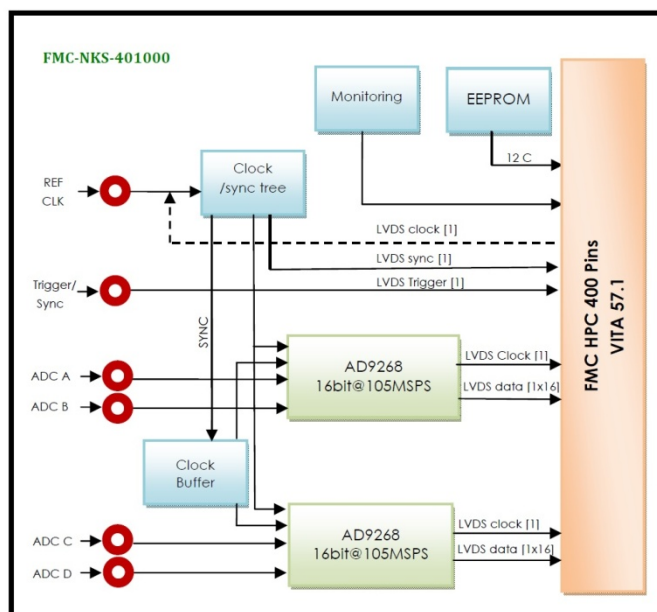 FMC-NKS-401000
Monitoring
EEPROM
12 C
REF
CLK
Clock
/sync tree
LVDS clock [1]
LVDS sync [1]
Trigger/
Sync
LVDS Trigger [1]
SYNC
FMC HPC 400 Pins
VITA 57.1
ADC A
ADC B
AD9268
16bit@105MSPS
LVDS Clock [1]
LVDS data [1x16]
Clock
Buffer
ADC C
ADC D
AD9268
16bit@105MSPS
LVDS clock [1]
LVDS data [1x16]